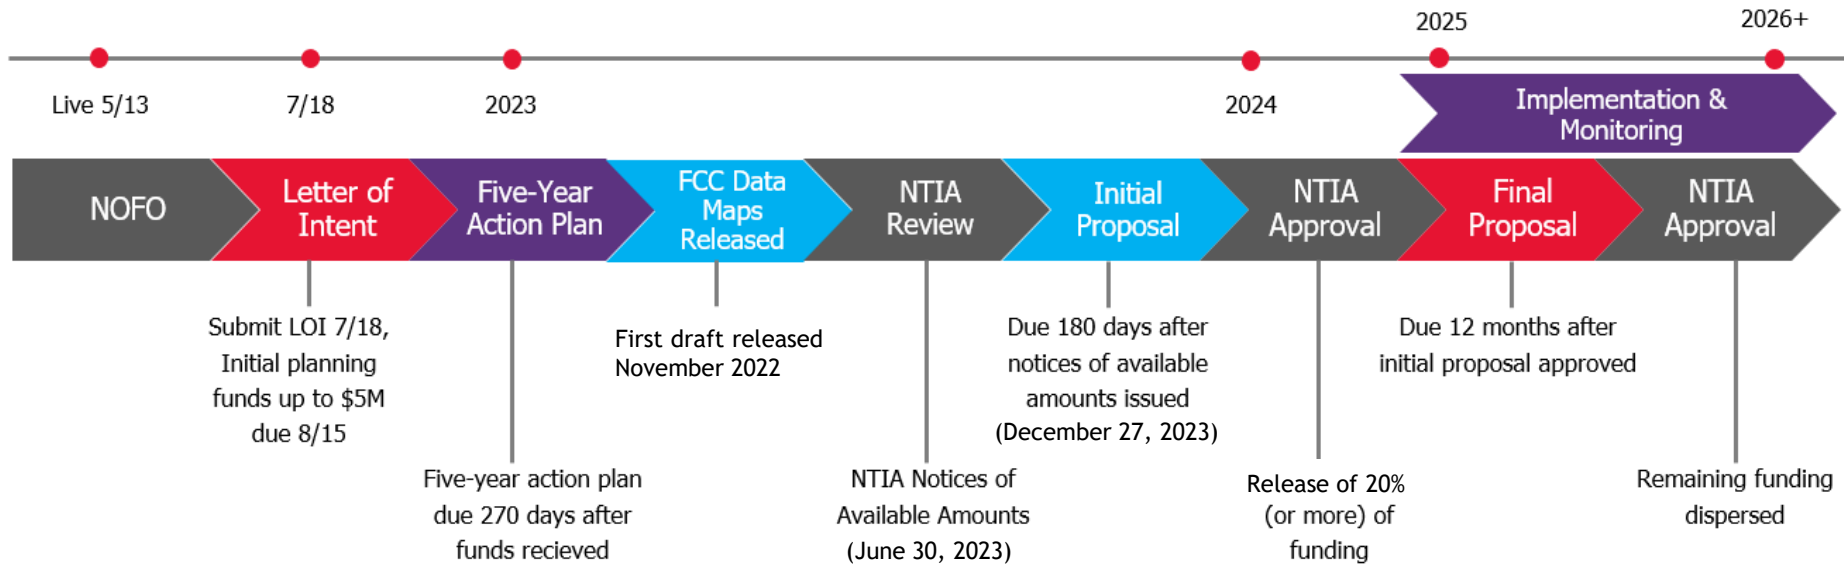 2025
2026+
Live 5/13
7/18
2023
2024
Implementation &
Monitoring
NOFO
Letter of
Intent
Five-Year
Action Plan
FCC Data
Maps
Released
NTIA
Review
Initial
Proposal
NTIA
Approval
Final
Proposal
NTIA
Approval
Submit LOI 7/18,
Initial planning
funds up to $5M
due 8/15
Five-year action plan
due 270 days after
funds recieved
First draft released
November 2022
NTIA Notices of
Available Amounts
(June 30, 2023)
Due 180 days after
notices of available
amounts issued
(December 27, 2023)
Release of 20%
(or more) of
funding
Due 12 months after
initial proposal approved
Remaining funding
dispersed